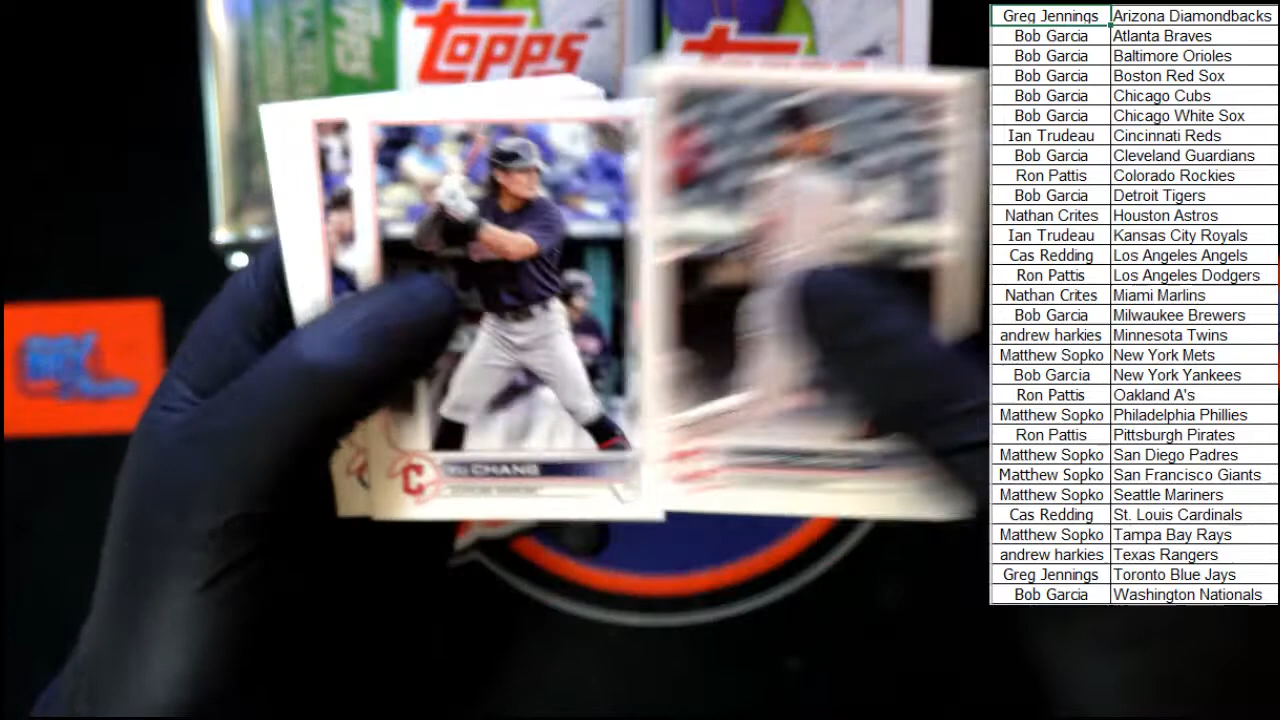 Topps
Topps
CHANG
C
Greg Jennings Arizona Diamondbacks
Bob Garcia Atlanta Braves
Bob Garcia Baltimore Orioles
Bob Garcia Boston Red Sox
Bob Garcia Chicago Cubs
Bob Garcia Chicago White Sox
Ian Trudeau Cincinnati Reds
Bob Garcia Cleveland Guardians
Ron Pattis Colorado Rockies
Bob Garcia Detroit Tigers
Nathan Crites Houston Astros
Ian Trudeau Kansas City Royals
Cas Redding Los Angeles Angels
Ron Pattis Los Angeles Dodgers
Nathan Crites Miami Marlins
Bob Garcia Milwaukee Brewers
andrew harkies Minnesota Twins
Matthew Sopko New York Mets
Bob Garcia New York Yankees
Ron Pattis Oakland A's
Matthew Sopko Philadelphia Phillies
Ron Pattis Pittsburgh Pirates
Matthew Sopko San Diego Padres
Matthew Sopko San Francisco Giants
Matthew Sopko Seattle Mariners
Cas Redding St. Louis Cardinals
Matthew Sopko Tampa Bay Rays
andrew harkies Texas Rangers
Greg Jennings Toronto Blue Jays
Bob Garcia Washington Nationals